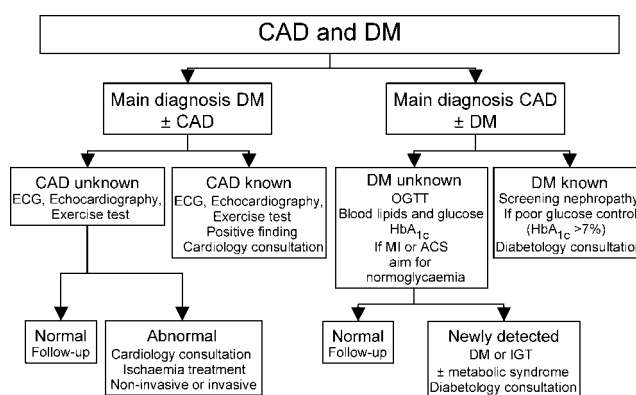 CAD and DM
Main diagnosis DM
± CAD
Main diagnosis CAD
± DM
CAD unknown
ECG, Echocardiography,
Exercise test
CAD known
ECG, Echocardiography,
Exercise test
Positive finding
Cardiology consultation
DM unknown
OGTT
Blood lipids and glucose
HbA1c
If MI or ACS
aim for
normoglycaemia
DM known
Screening nephropathy
If poor glucose control
(HbA1c >7%)
Diabetology consultation
Normal
Follow-up
Abnormal
Cardiology consultation
Ischaemia treatment
Non-invasive or invasive
Normal
Follow-up
Newly detected
DM or IGT
± metabolic syndrome
Diabetology consultation